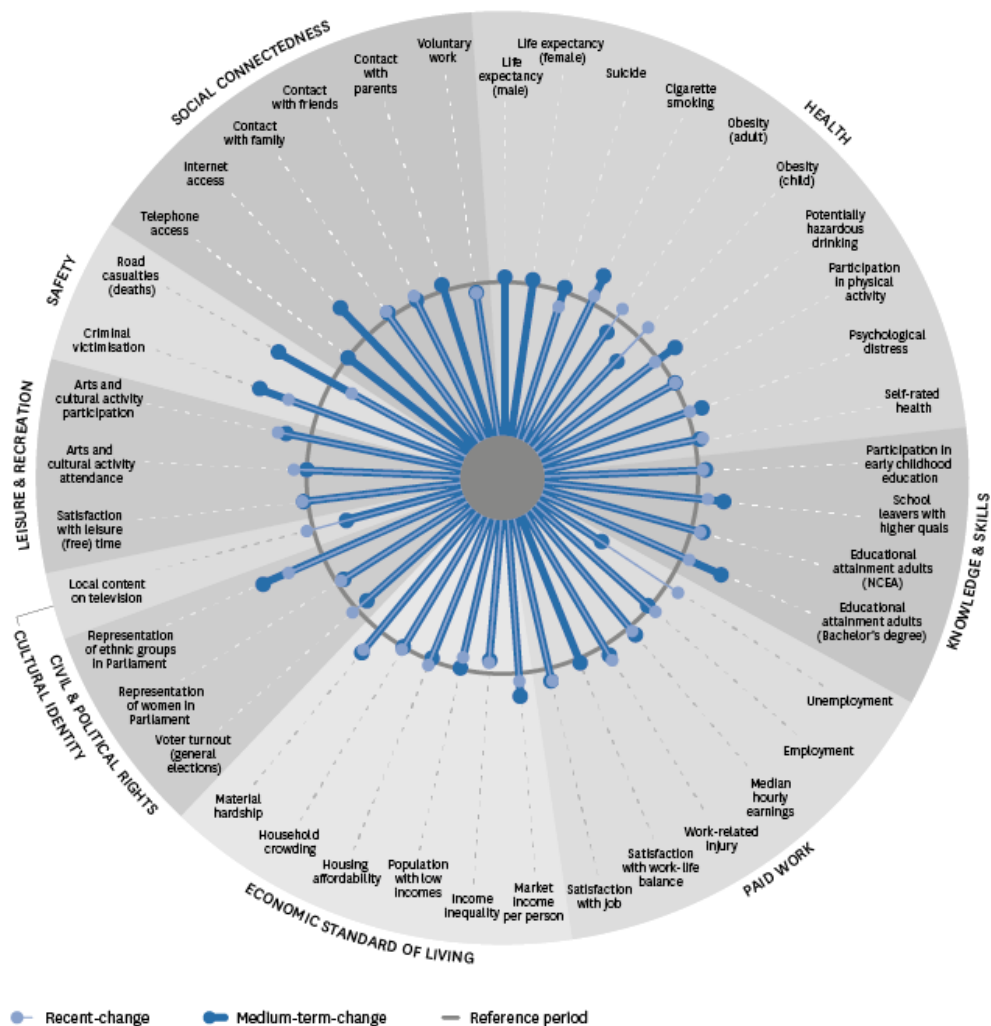 SOCIAL CONNECTEDNESS
Voluntary
work
Contact
with
parents
Contact
with friends
Contact
with family
Internet
access
Telephone
access
HEALTH
Life
expectancy
(male)
Life expectancy
(female)
Suicide
Cigarette
smoking
Obesity
(adult)
Obesity
(child)
Potentially
hazardous
drinking
Participation
in physical
activity
Psychological
distress
Self-rated
health
KNOWLEDGE & SKILLS
Participation in
early childhood
education
School
leavers with
higher quals
Educational
attainment adults
(NCEA)
Educational
attainment adults
(Bachelor's degree)
PAID WORK
Unemployment
Employment
Median
hourly
earnings
Work-related
injury
Satisfaction
with work-life
balance
Satisfaction
with job
ECONOMIC STANDARD OF LIVING
Market
income
per person
Income
inequality
Population
with low
incomes
Housing
affordability
Household
crowding
Material
hardship
CIVIL & POLITICAL RIGHTS
Voter turnout
(general
elections)
Representation
of women in
Parliament
Representation
of ethnic groups
in Parliament
CULTURAL IDENTITY
Local content
on television
LEISURE & RECREATION
Satisfaction
with leisure
(free) time
Arts and
cultural activity
attendance
Arts and
cultural activity
participation
SAFETY
Criminal
victimisation
Road
casualties
(deaths)
Recent-change
Medium-term-change
Reference period